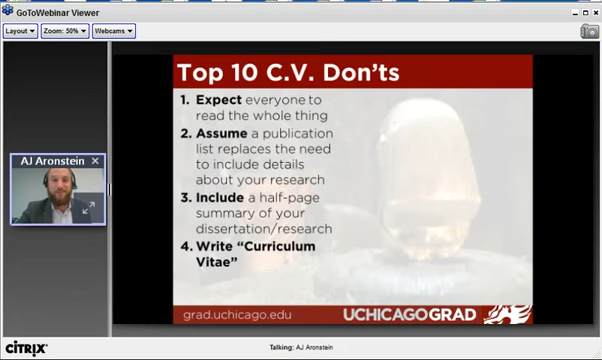 GoToWebinar Viewer
Layout Zoom: 50% Webcams
Top 10 C.V. Don'ts
1. Expect everyone to
read the whole thing
2. Assume a publication
list replaces the need
to include details
about your research
3. Include a half-page
summary of your
dissertation/research
4. Write "Curriculum
Vitae"
AJ Aronstein
grad.uchicago.edu UCHICAGOGRAD
CİTRIX
Talking: AJ Aronstein